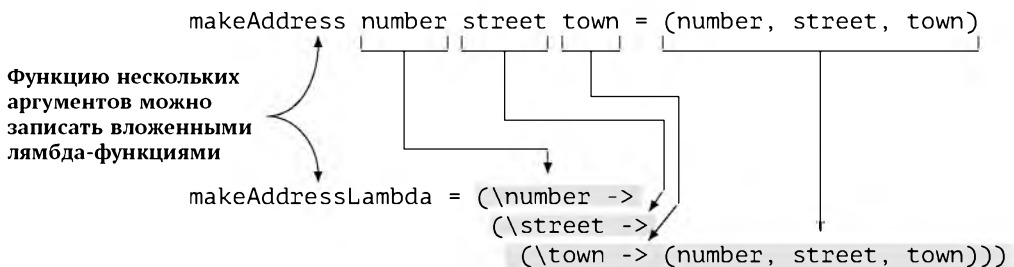 makeAddress number street town = (number, street, town)
Функцию нескольких
аргументов можно
записать вложенными
лямбда-функциями
makeAddressLambda = (\number ->
(\street ->
(\town -> (number, street, town)))